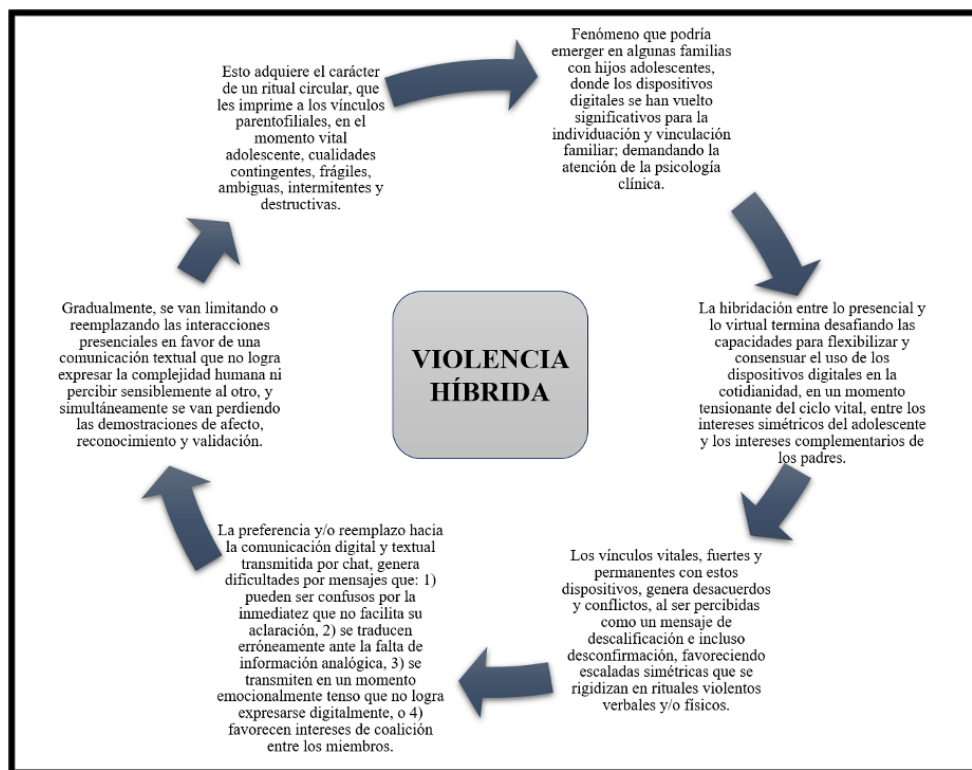 Fenómeno que podría
emerger en algunas familias
con hijos adolescentes,
donde los dispositivos
digitales se han vuelto
significativos para la
individuación y vinculación
familiar; demandando la
atención de la psicología
clínica.
La hibridación entre lo presencial y
lo virtual termina desafiando las
capacidades para flexibilizar y
consensuar el uso de los
dispositivos digitales en la
cotidianidad, en un momento
tensionante del ciclo vital, entre los
intereses simétricos del adolescente
y los intereses complementarios de
los padres.
Los vínculos vitales, fuertes y
permanentes con estos
dispositivos, genera desacuerdos
y conflictos, al ser percibidas
como un mensaje de
descalificación e incluso
desconfirmación, favoreciendo
escaladas simétricas que se
rigidizan en rituales violentos
verbales y/o físicos.
La preferencia y/o reemplazo hacia
la comunicación digital y textual
transmitida por chat, genera
dificultades por mensajes que: 1)
pueden ser confusos por la
inmediatez que no facilita su
aclaración, 2) se traducen
erróneamente ante la falta de
información analógica, 3) se
transmiten en un momento
emocionalmente tenso que no logra
expresarse digitalmente, o 4)
favorecen intereses de coalición
entre los miembros.
Gradualmente, se van limitando o
reemplazando las interacciones
presenciales en favor de una
comunicación textual que no logra
expresar la complejidad humana ni
percibir sensiblemente al otro, y
simultáneamente se van perdiendo
las demostraciones de afecto,
reconocimiento y validación.
Esto adquiere el carácter
de un ritual circular, que
les imprime a los vínculos
parentofiliales, en el
momento vital
adolescente, cualidades
contingentes, frágiles,
ambiguas, intermitentes y
destructivas.
VIOLENCIA
HÍBRIDA